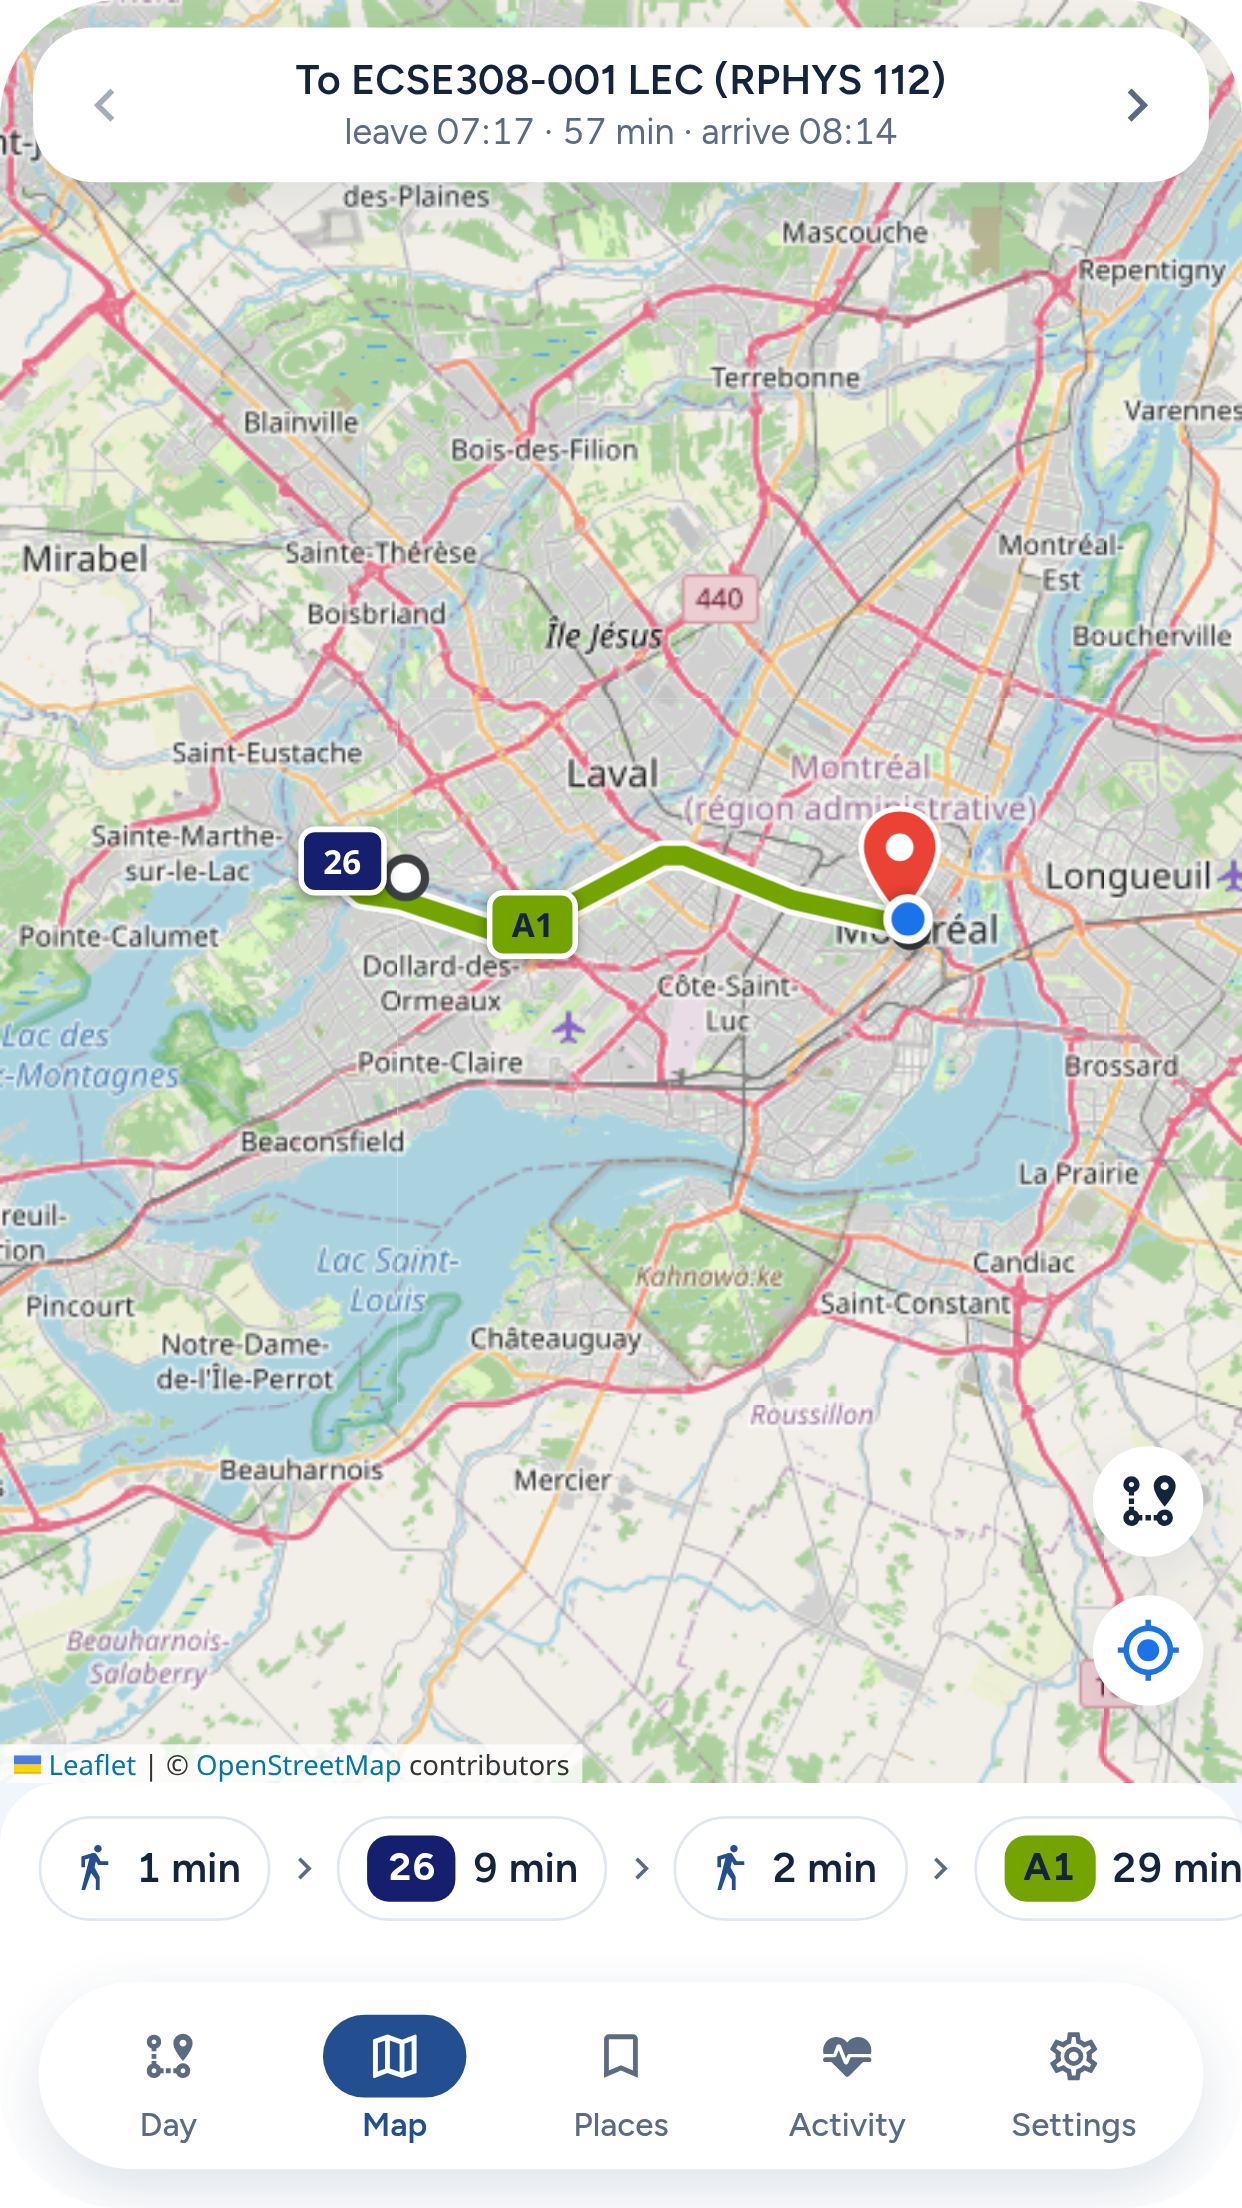 To ECSE308-001 LEC (RPHYS 112)
leave 07:17 · 57 min · arrive 08:14
des-Plaines
Mascouche
Repentigny
Terrebonne
Varennes
Blainville
Bois-des-Filion
Mirabel
Sainte-Thérèse
Montréal-
Est
Boisbriand
440
Île Jésus
Boucherville
Saint-Eustache
Laval
Montréal
(région administrative)
Sainte-Marthe-
sur-le-Lac
26
Longueuil
A1
Pointe-Calumet
Montréal
Dollard-des-
Ormeaux
Côte-Saint-
Luc
Lac des
x-Montagnes
Pointe-Claire
Brossard
Beaconsfield
La Prairie
reuil-
rion
Lac Saint-
Louis
Kahnawa:ke
Candiac
Pincourt
Saint-Constant
Notre-Dame-
de-l'Île-Perrot
Châteauguay
Roussillon
Beauharnois
Mercier
Beauharnois-
Salaberry
Leaflet | © OpenStreetMap contributors
1 min > 26 9 min > 2 min > A1 29 min
Day Map Places Activity Settings